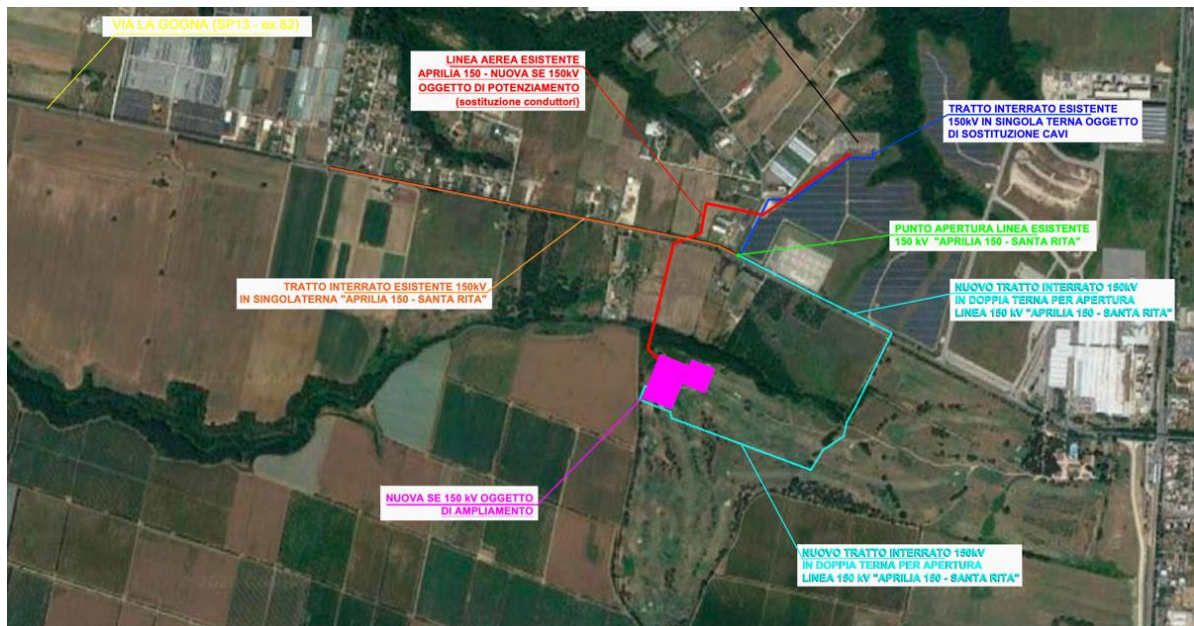 VIA LA GOGNA (SP13 - ex 82)
LINEA AEREA ESISTENTE
APRILIA 150 - NUOVA SE 150kV
OGGETTO DI POTENZIAMENTO
(sostituzione conduttori)
TRATTO INTERRATO ESISTENTE
150kV IN SINGOLA TERNA OGGETTO
DI SOSTITUZIONE CAVI
PUNTO APERTURA LINEA ESISTENTE
150 kV "APRILIA 150 - SANTA RITA"
TRATTO INTERRATO ESISTENTE 150kV
IN SINGOLATERNA "APRILIA 150 - SANTA RITA"
NUOVO TRATTO INTERRATO 150kV
IN DOPPIA TERNA PER APERTURA
LINEA 150 kV "APRILIA 150 - SANTA RITA"
NUOVA SE 150 kV OGGETTO
DI AMPLIAMENTO
NUOVO TRATTO INTERRATO 150kV
IN DOPPIA TERNA PER APERTURA
LINEA 150 kV "APRILIA 150 - SANTA RITA"